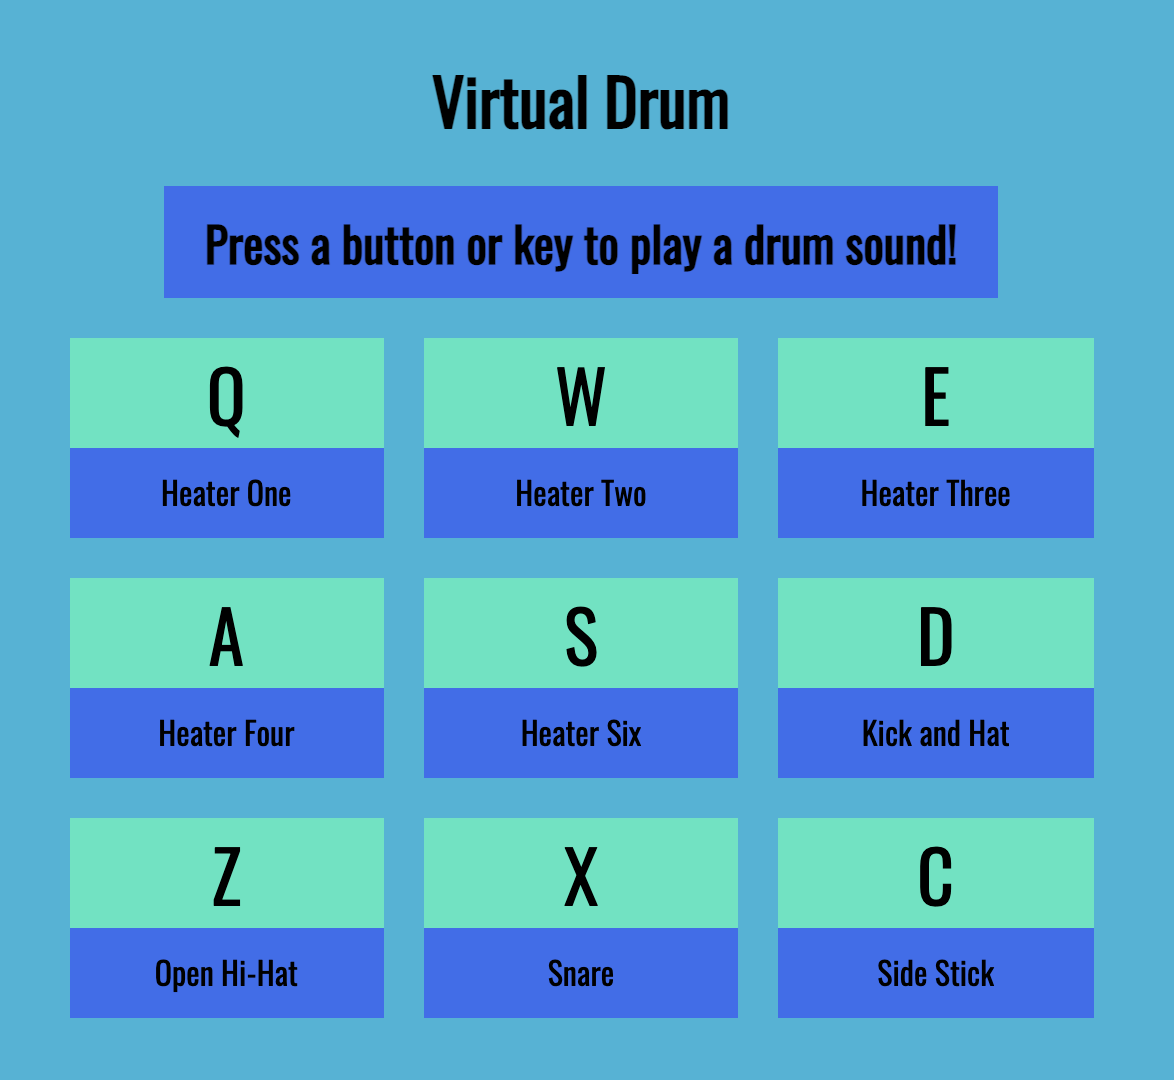 Virtual Drum
Press a button or key to play a drum sound!
Q
W
E
Heater One
Heater Two
Heater Three
A
S
D
Heater Four
Heater Six
Kick and Hat
Z
X
C
Open Hi-Hat
Snare
Side Stick